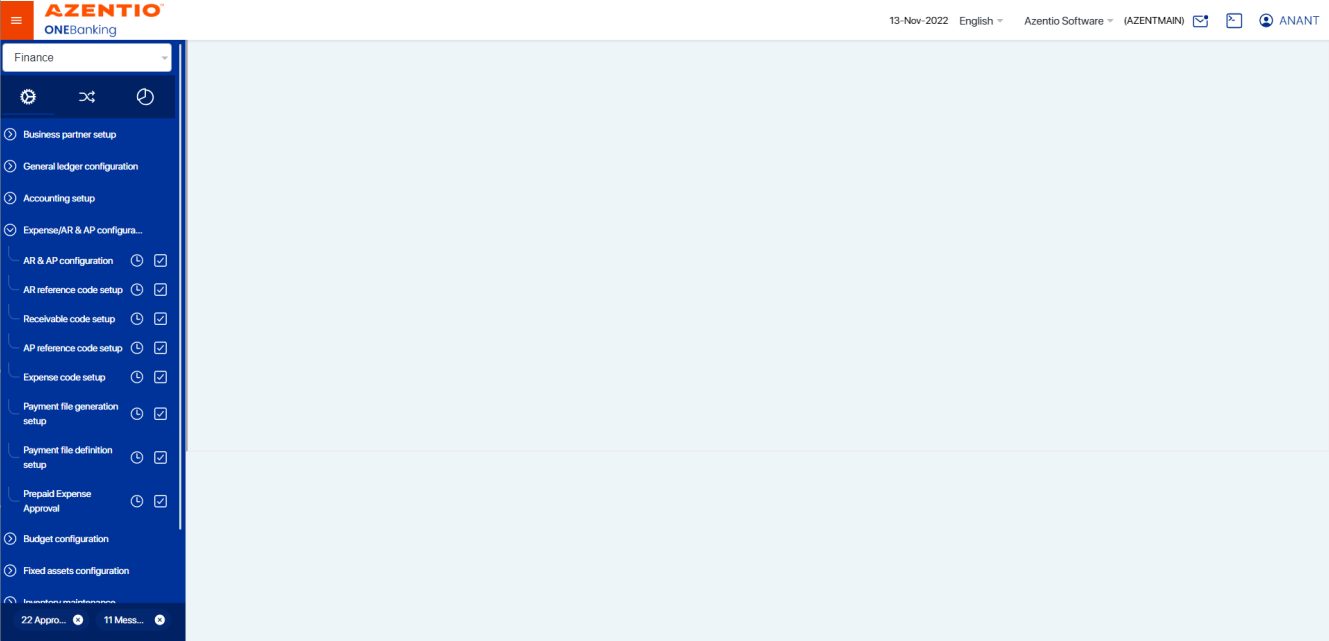 AZENTIO
ONEBanking
13-Nov-2022 English Azentio Software (AZENTMAIN) ANANT
Finance
Business partner setup
General ledger configuration
Accounting setup
Expense/AR & AP configura...
AR & AP configuration
AR reference code setup
Receivable code setup
AP reference code setup
Expense code setup
Payment file generation
setup
Payment file definition
setup
Prepaid Expense
Approval
Budget configuration
Fixed assets configuration
Inventory maintenance
22 Appro... 11 Mess...